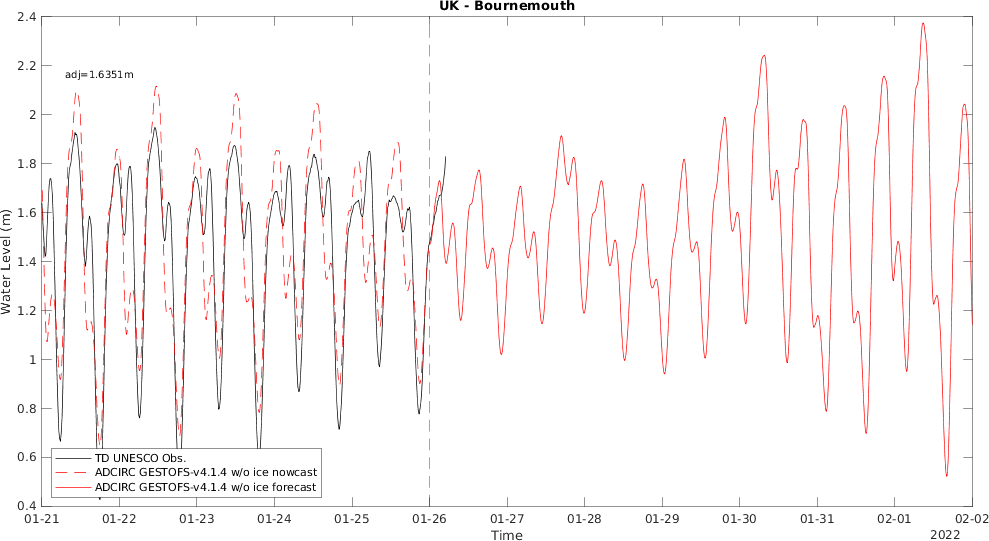 UK - Bournemouth
2.4
2.2
2
1.8
1.6
1.4
1.2
1
0.8
0.6
0.4
Water Level (m)
adj=1.6351m
TD UNESCO Obs.
ADCIRC GESTOFS-v4.1.4 w/o ice nowcast
ADCIRC GESTOFS-v4.1.4 w/o ice forecast
01-21 01-22 01-23 01-24 01-25 01-26 01-27 01-28 01-29 01-30 01-31 02-01 02-02
Time
2022